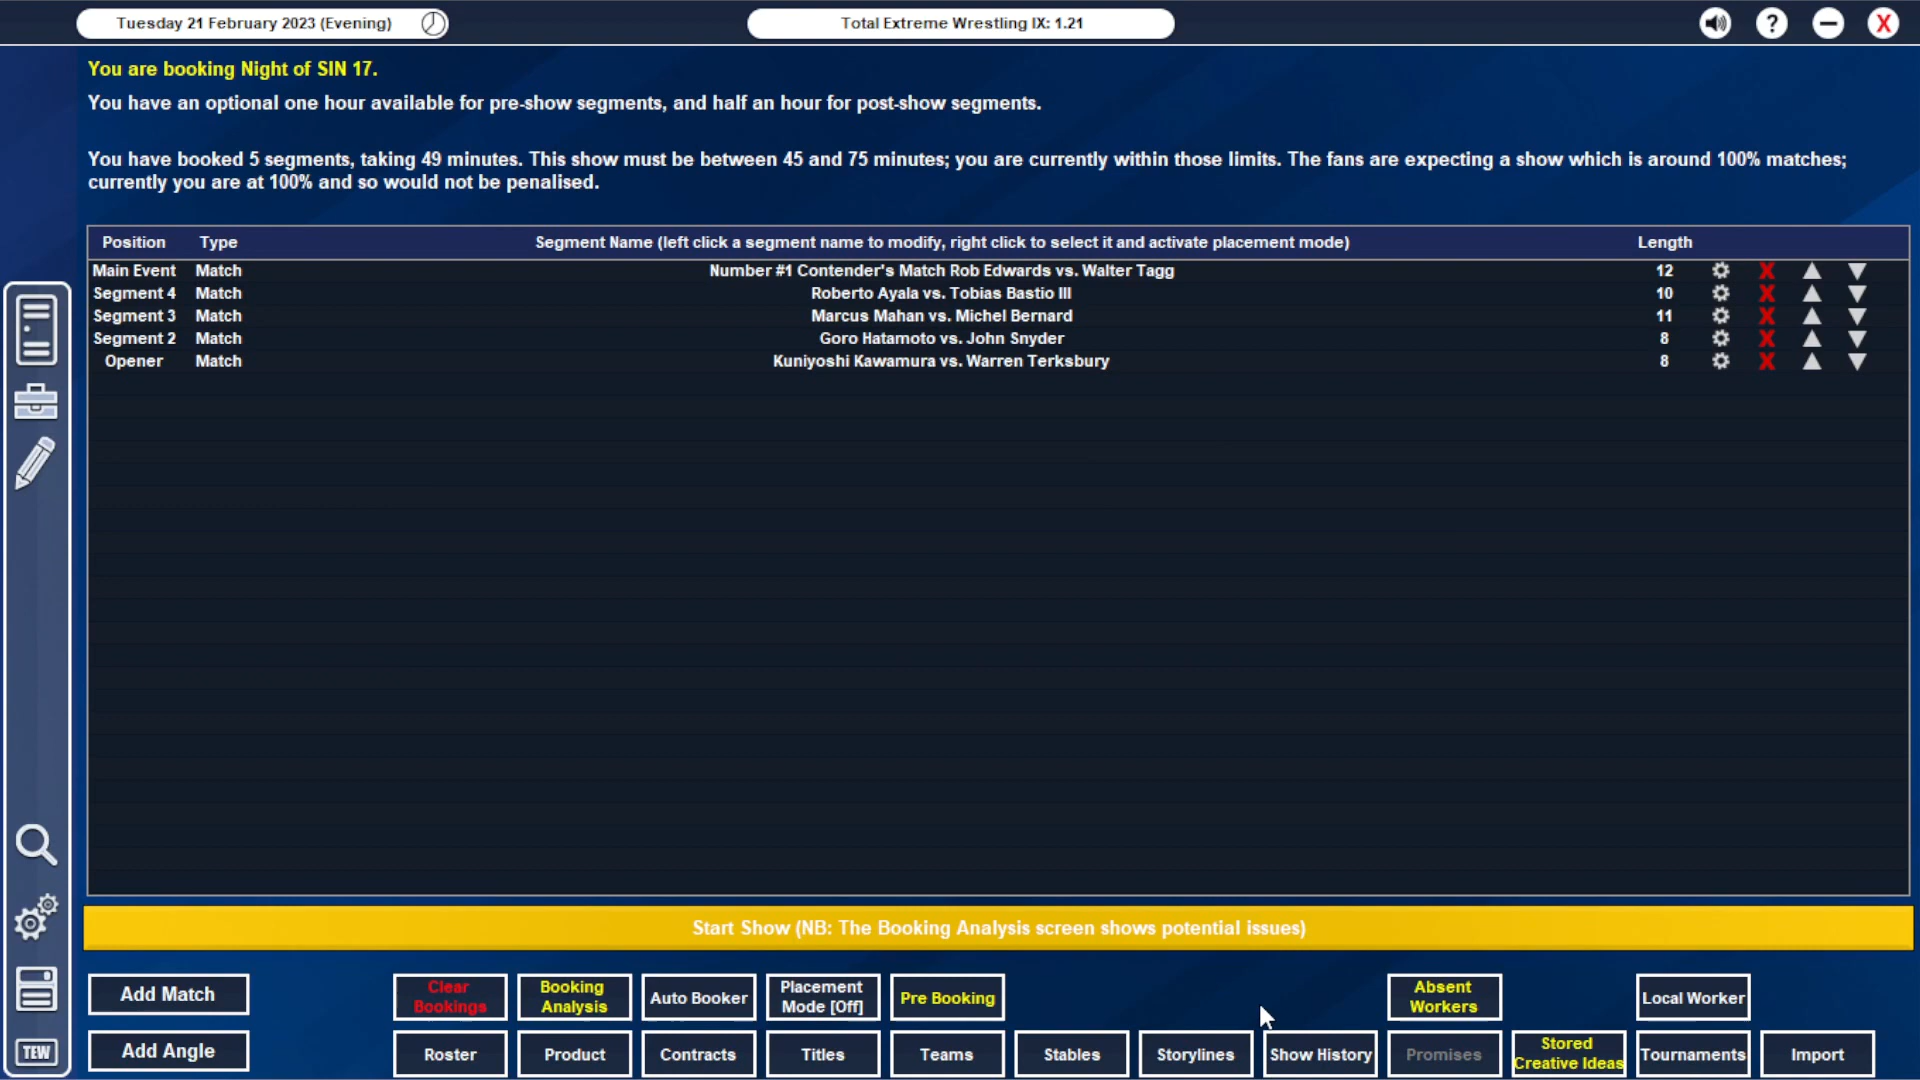 Tuesday 21 February 2023 (Evening)
Total Extreme Wrestling IX: 1.21
?
X
You are booking Night of SIN 17.
You have an optional one hour available for pre-show segments, and half an hour for post-show segments.
You have booked 5 segments, taking 49 minutes. This show must be between 45 and 75 minutes; you are currently within those limits. The fans are expecting a show which is around 100% matches;
currently you are at 100% and so would not be penalised.
Position Type Segment Name (left click a segment name to modify, right click to select it and activate placement mode) Length
Main Event Match Number #1 Contender's Match Rob Edwards vs. Walter Tagg 12 X
Segment 4 Match Roberto Ayala vs. Tobias Bastio III 10 X
Segment 3 Match Marcus Mahan vs. Michel Bernard 11 X
Segment 2 Match Goro Hatamoto vs. John Snyder 8 X
Opener Match Kuniyoshi Kawamura vs. Warren Terksbury 8 X
Start Show (NB: The Booking Analysis screen shows potential issues)
Add Match
Clear Bookings
Booking Analysis
Auto Booker
Placement Mode [Off]
Pre Booking
Absent Workers
Local Worker
TEW
Add Angle
Roster
Product
Contracts
Titles
Teams
Stables
Storylines
Show History
Promises
Stored Creative Ideas
Tournaments
Import